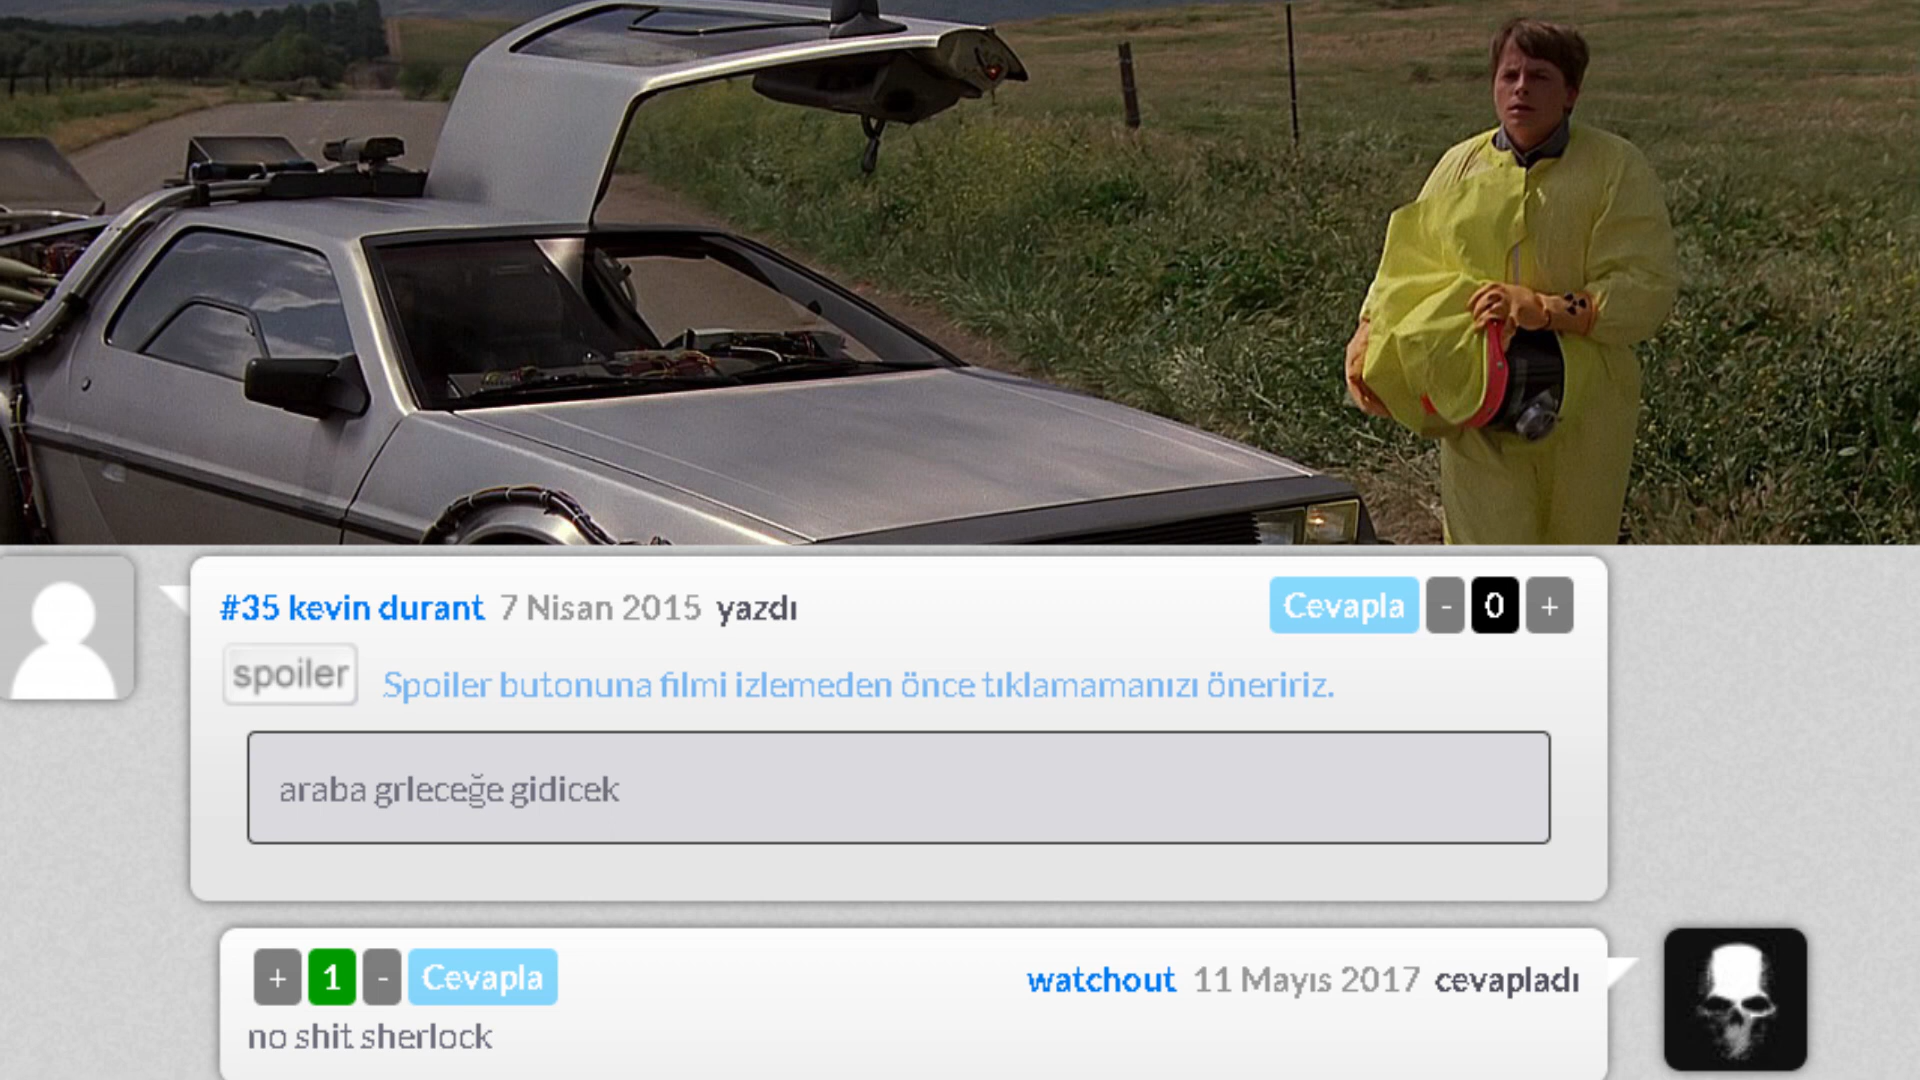 #35 kevin durant 7 Nisan 2015 yazdı Cevapla - 0 +
spoiler Spoiler butonuna filmi izlemeden önce tıklamamanızı öneririz.
araba grleceğe gidicek
+ 1 - Cevapla watchout 11 Mayıs 2017 cevapladı
no shit sherlock